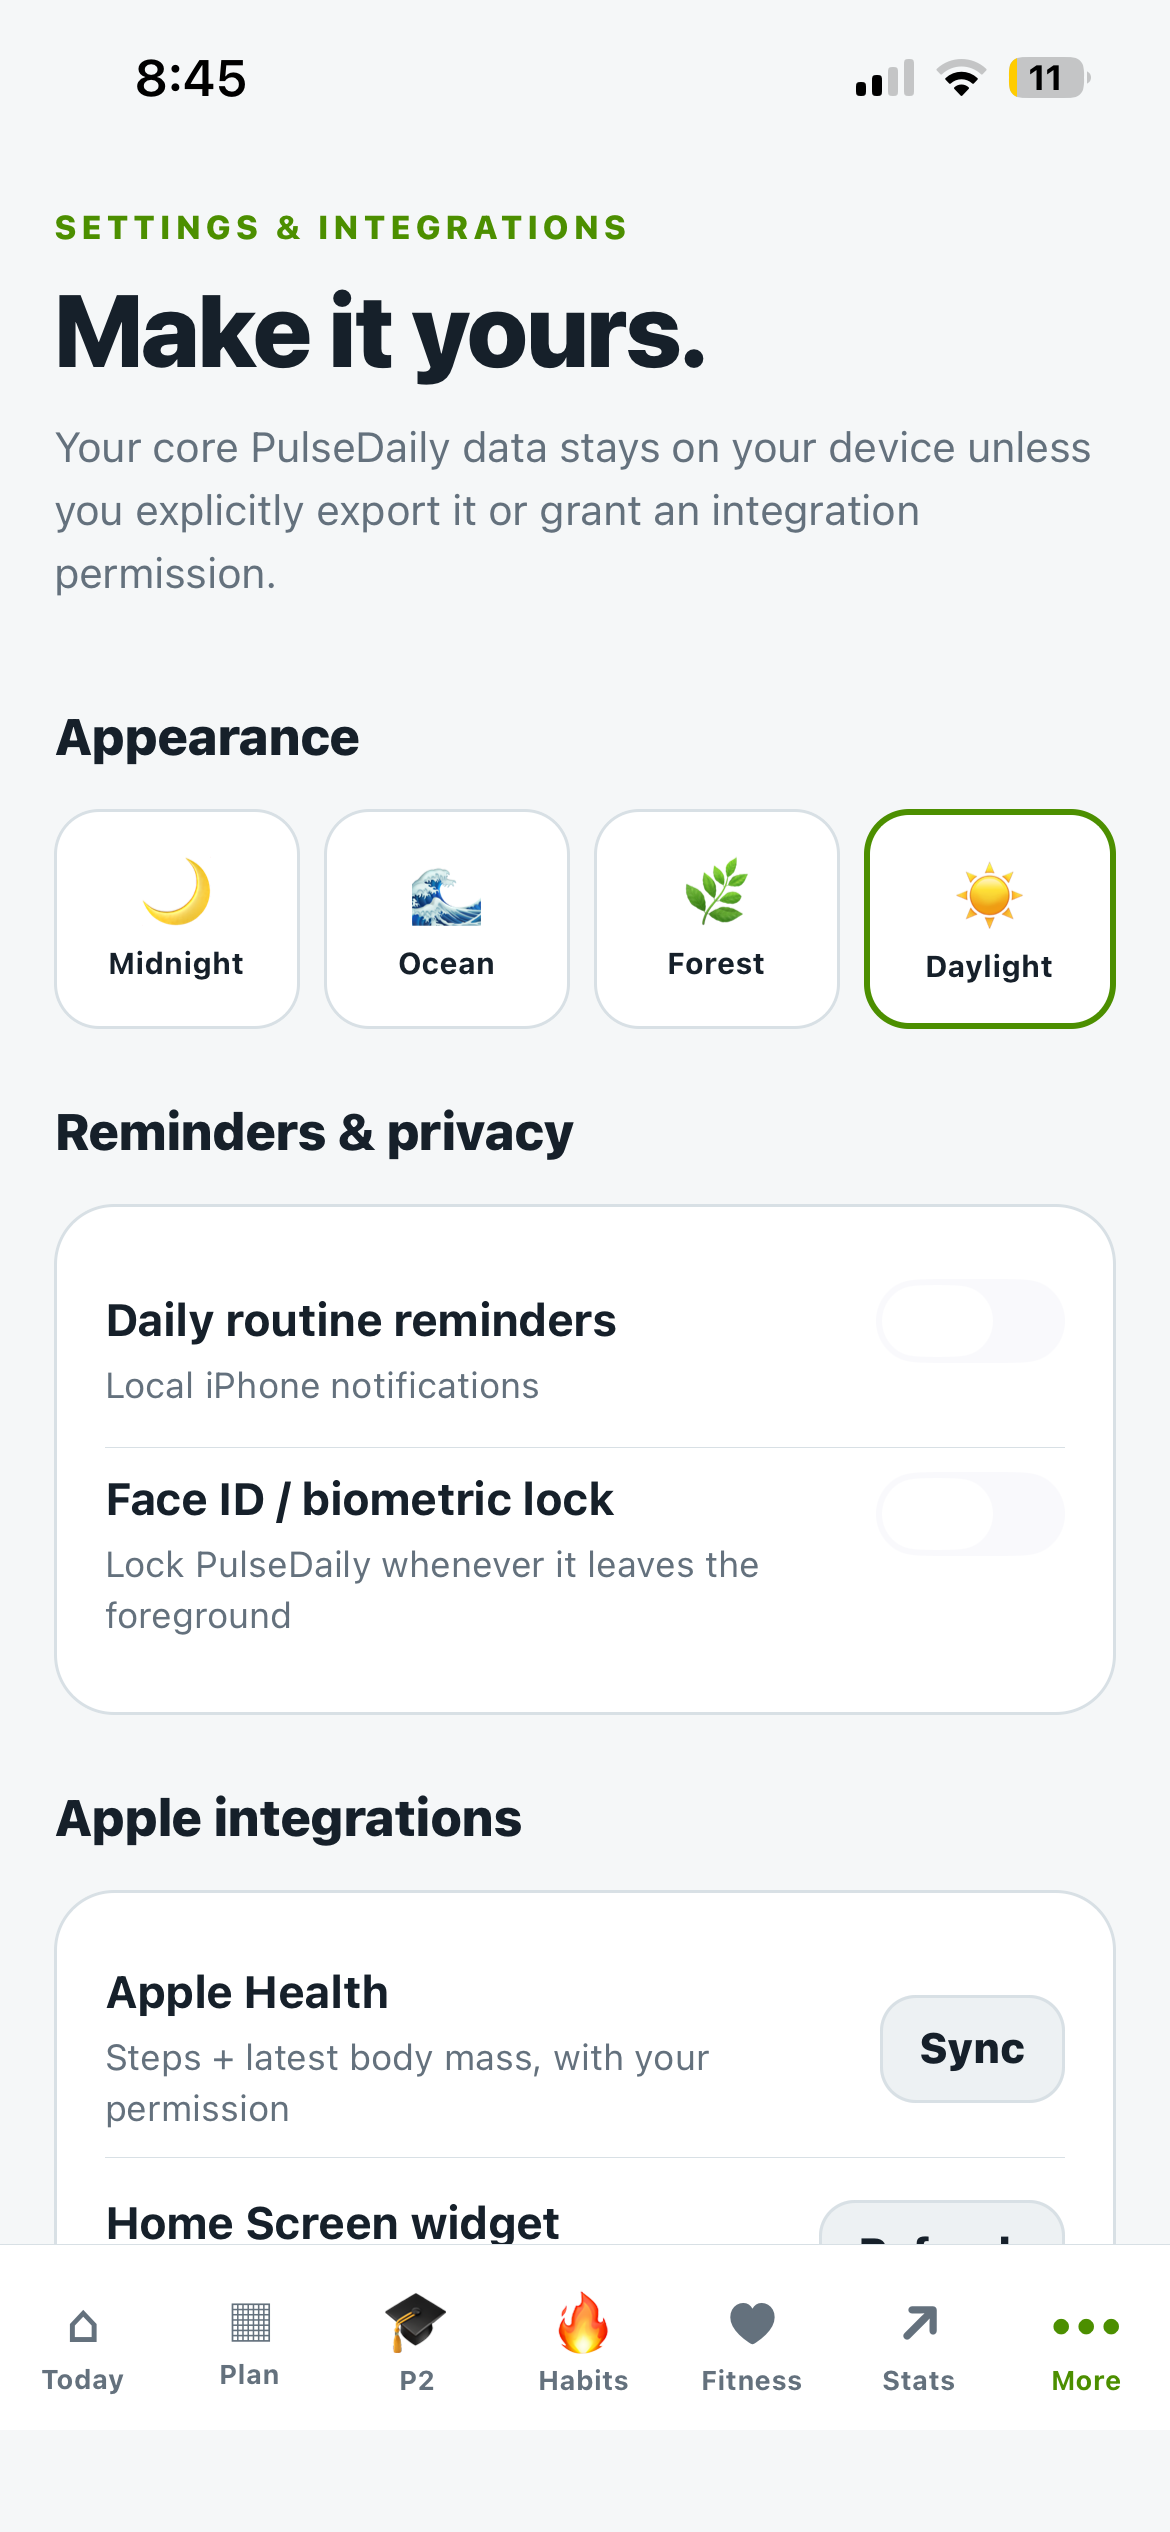 8:45
11
SETTINGS & INTEGRATIONS
Make it yours.
Your core PulseDaily data stays on your device unless
you explicitly export it or grant an integration
permission.
Appearance
Midnight
Ocean
Forest
Daylight
Reminders & privacy
Daily routine reminders
Local iPhone notifications
Face ID / biometric lock
Lock PulseDaily whenever it leaves the
foreground
Apple integrations
Apple Health
Steps + latest body mass, with your
permission
Sync
Home Screen widget
Today
Plan
P2
Habits
Fitness
Stats
More